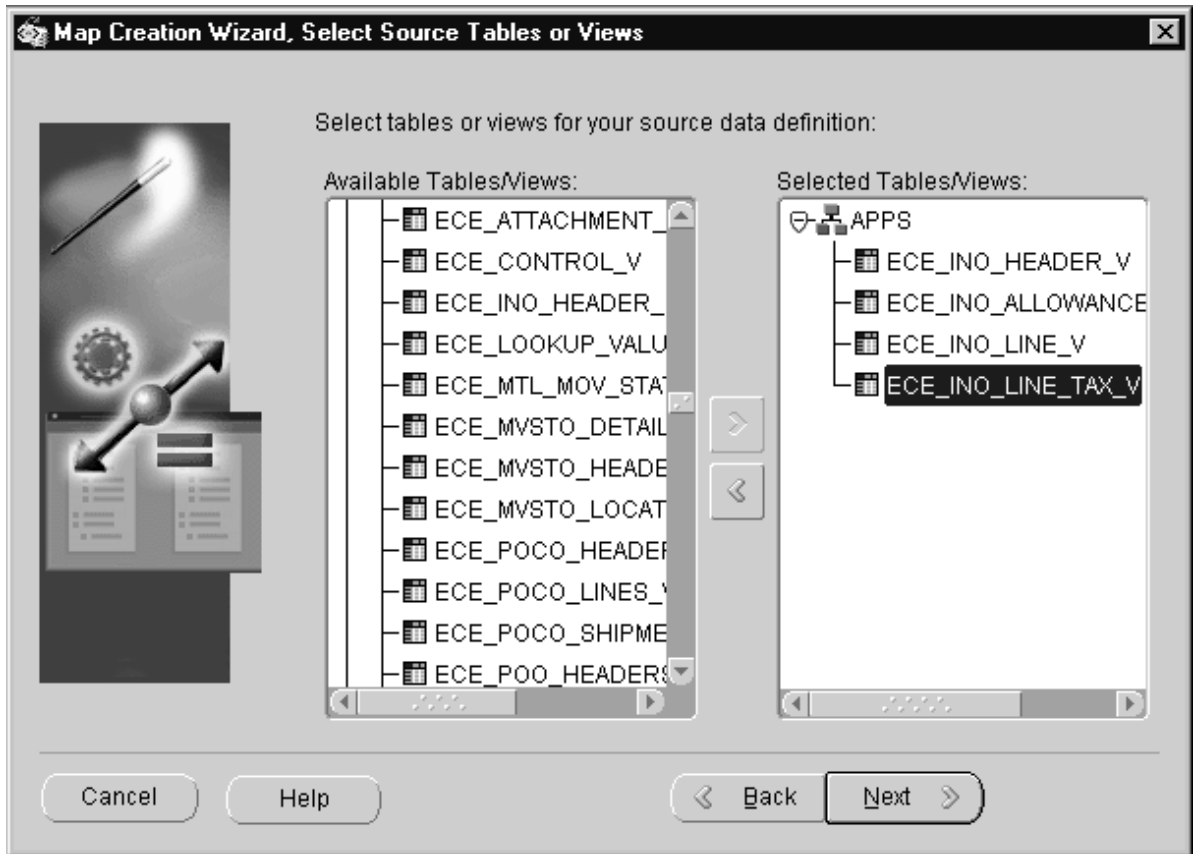 Map Creation Wizard, Select Source Tables or Views
Select tables or views for your source data definition:
Available Tables/Views:
ECE_ATTACHMENT_
ECE_CONTROL_V
ECE_INO_HEADER_
ECE_LOOKUP_VALU
ECE_MTL_MOV_STA
ECE_MVSTO_DETAIL
ECE_MVSTO_HEADE
ECE_MVSTO_LOCAT
ECE_POCO_HEADER
ECE_POCO_LINES_
ECE_POCO_SHIPME
ECE_POO_HEADERS
Selected Tables/Views:
APPS
ECE_INO_HEADER_V
ECE_INO_ALLOWANCE
ECE_INO_LINE_V
ECE_INO_LINE_TAX_V
Cancel
Help
Back
Next